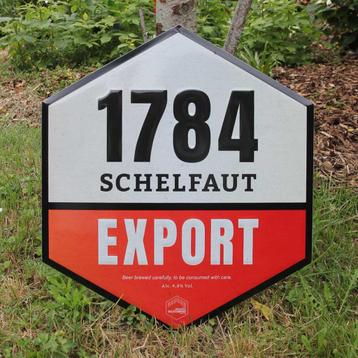 1784
SCHELFAUT
EXPORT
Beer brewed carefully, to be consumed with care.
Alc. 4,8% Vol.